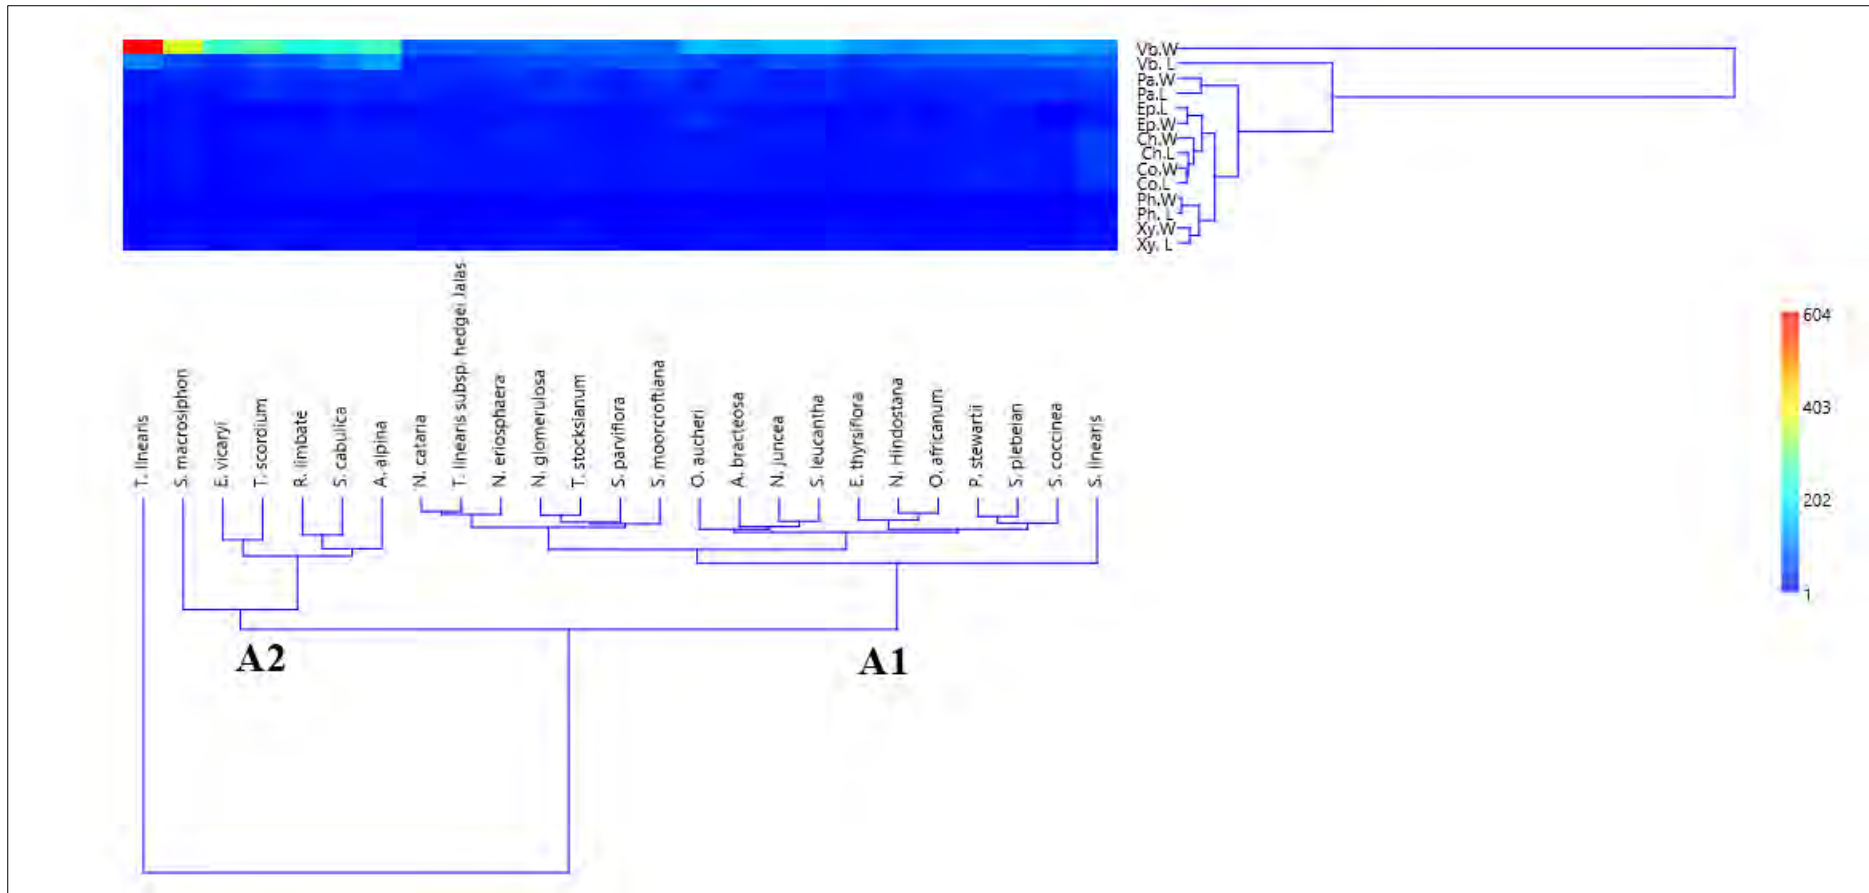 Vb.W
Vb. L
Pa.W
Pa.L
Ep.L
Ep.W
Ch.W
Ch.L
Co.W
Co.L
Ph.W
Ph. L
Xy.W
Xy. L
604
403
202
1
T. linearis
S. macrosiphon
E. vicaryi
T. scordium
R. limbate
S. cabulica
A. alpina
N. cataria
T. linearis subsp. hedgei Jalas
N. eriosphaera
N. glomerulosa
T. stocksianum
S. parviflora
S. moorcroftiana
O. aucheri
A. bracteosa
N. juncea
S. leucantha
E. thyrsiflora
N. Hindostana
O. africanum
P. stewartii
S. plebeian
S. coccinea
S. linearis
A2
A1